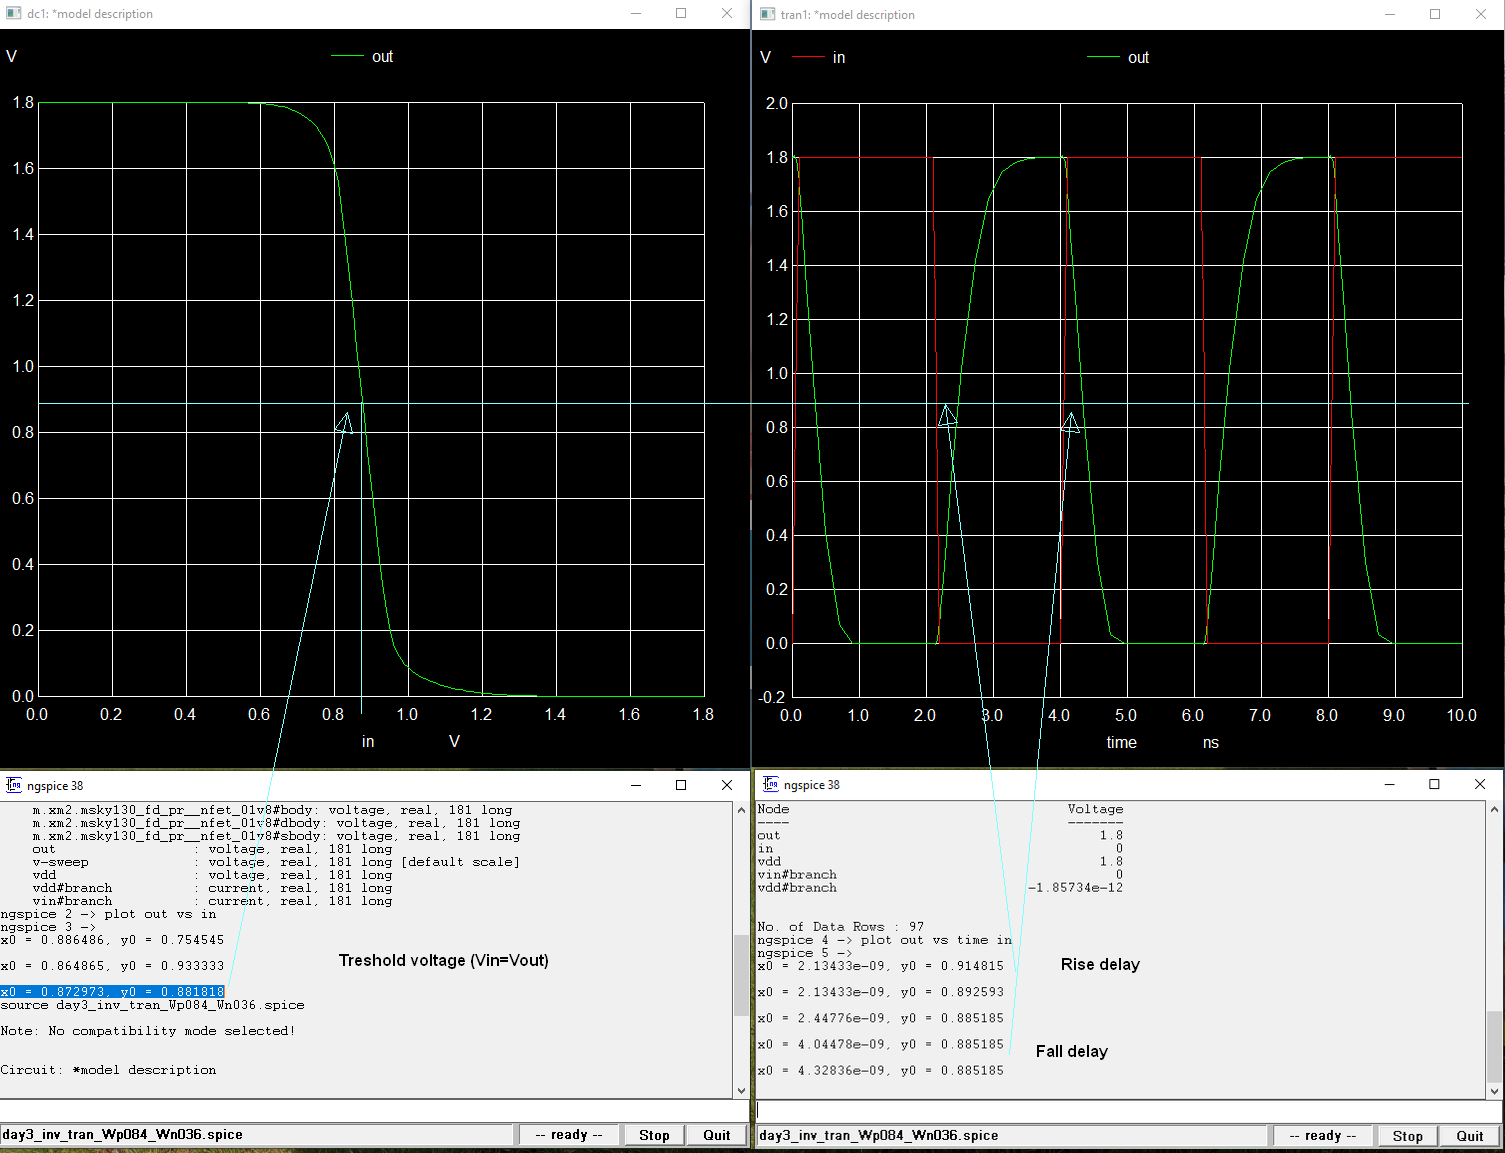 dc1: *model description
V
out
1.8
1.6
1.4
1.2
1.0
0.8
0.6
0.4
0.2
0.0
0.0 0.2 0.4 0.6 0.8 1.0 1.2 1.4 1.6 1.8
in V
tran1: *model description
V in out
2.0
1.8
1.6
1.4
1.2
1.0
0.8
0.6
0.4
0.2
0.0
-0.2
0.0 1.0 2.0 3.0 4.0 5.0 6.0 7.0 8.0 9.0 10.0
time ns
ngspice 38
m.xm2.msky130_fd_pr__nfet_01v8#body: voltage, real, 181 long
m.xm2.msky130_fd_pr__nfet_01v8#dbody: voltage, real, 181 long
m.xm2.msky130_fd_pr__nfet_01v8#sbody: voltage, real, 181 long
out : voltage, real, 181 long
v-sweep : voltage, real, 181 long [default scale]
vdd : voltage, real, 181 long
vdd#branch : current, real, 181 long
vin#branch : current, real, 181 long
ngspice 2 -> plot out vs in
ngspice 3 ->
x0 = 0.886486, y0 = 0.754545
x0 = 0.864865, y0 = 0.933333
x0 = 0.872973, y0 = 0.881818
source day3_inv_tran_Wp084_Wn036.spice
Note: No compatibility mode selected!
Circuit: *model description
Treshold voltage (Vin=Vout)
day3_inv_tran_Wp084_Wn036.spice
-- ready --
Stop
Quit
ngspice 38
Node Voltage
---- -------
out 1.8
in 0
vdd 1.8
vin#branch 0
vdd#branch -1.85734e-12
No. of Data Rows : 97
ngspice 4 -> plot out vs time in
ngspice 5 ->
x0 = 2.13433e-09, y0 = 0.914815
x0 = 2.13433e-09, y0 = 0.892593
x0 = 2.44776e-09, y0 = 0.885185
x0 = 4.04478e-09, y0 = 0.885185
x0 = 4.32836e-09, y0 = 0.885185
Rise delay
Fall delay
day3_inv_tran_Wp084_Wn036.spice
-- ready --
Stop
Quit